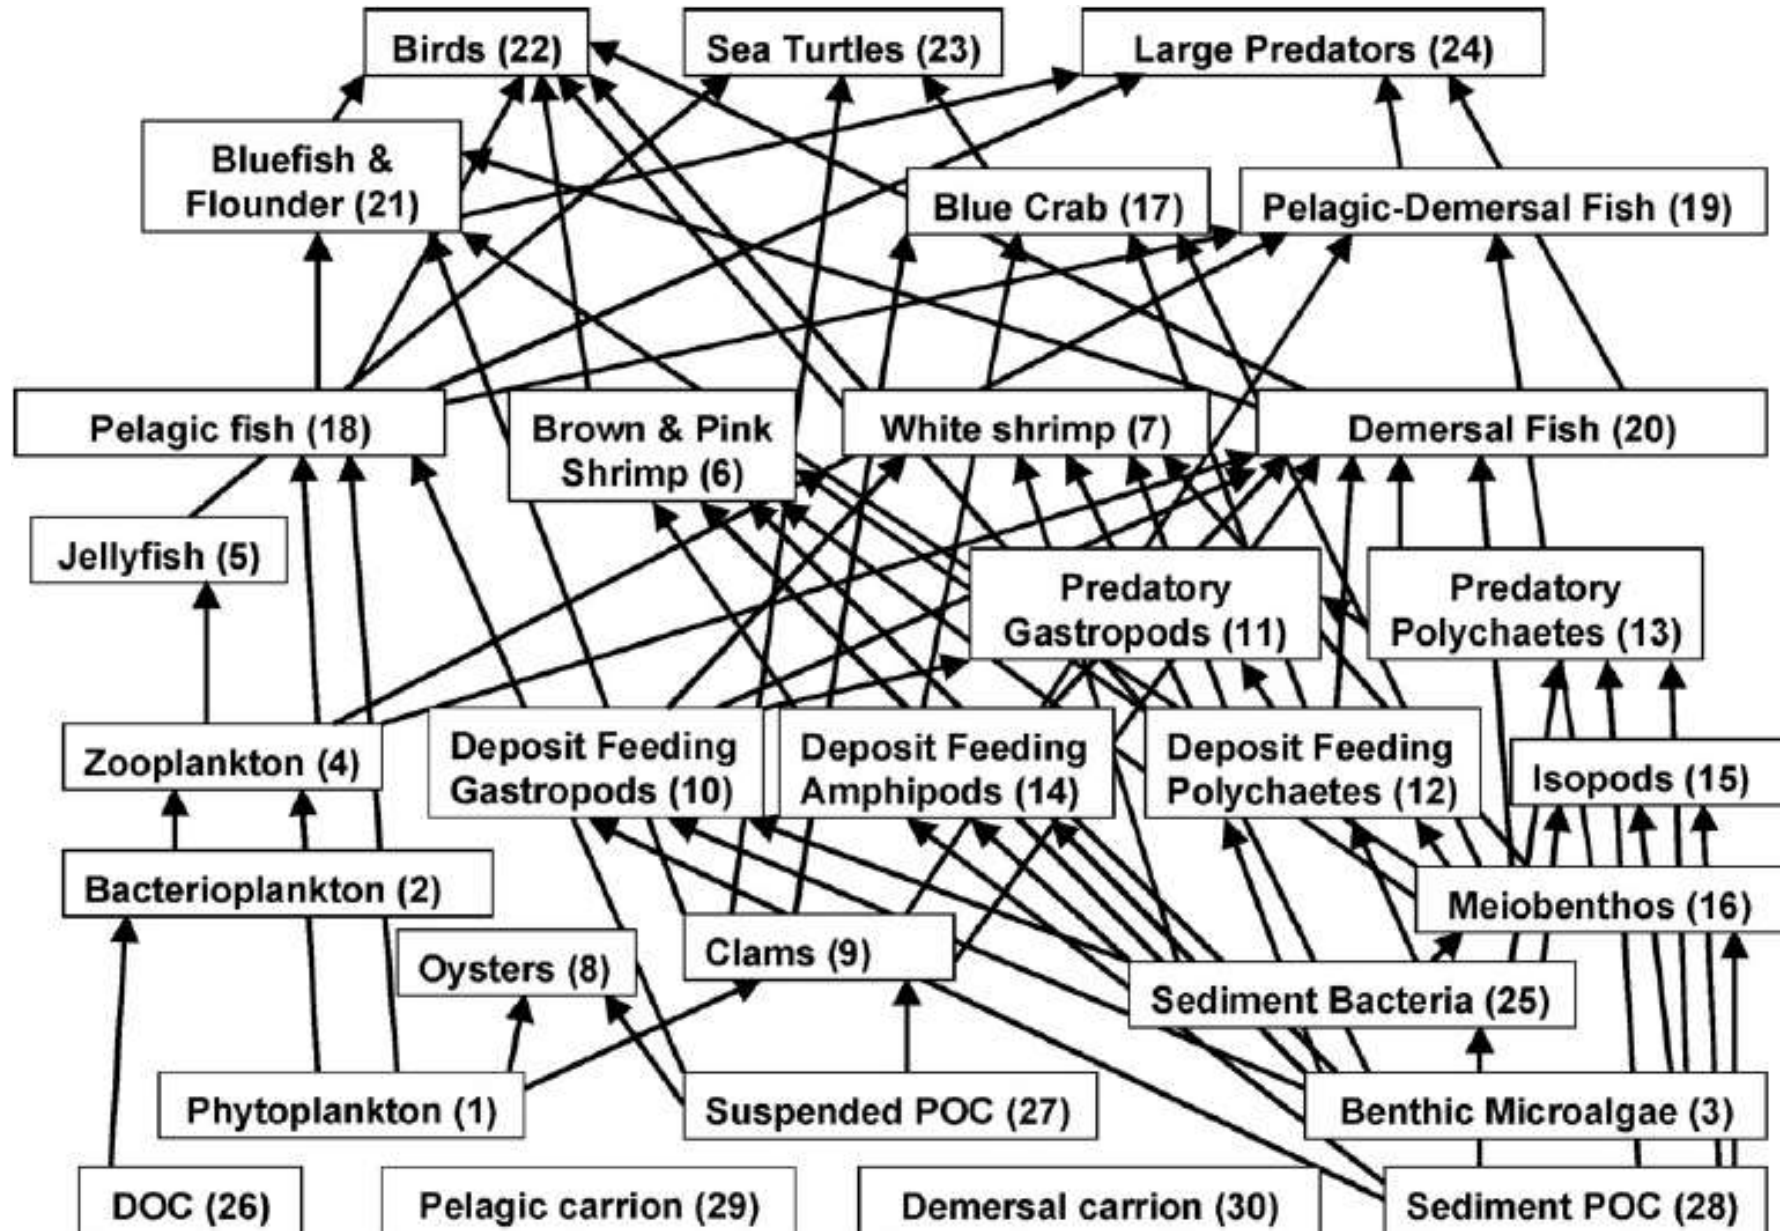 Birds (22)
Sea Turtles (23)
Large Predators (24)
Bluefish &
Flounder (21)
Blue Crab (17)
Pelagic-Demersal Fish (19)
Pelagic fish (18)
Brown & Pink
Shrimp (6)
White shrimp (7)
Demersal Fish (20)
Jellyfish (5)
Predatory
Gastropods (11)
Predatory
Polychaetes (13)
Zooplankton (4)
Deposit Feeding
Gastropods (10)
Deposit Feeding
Amphipods (14)
Deposit Feeding
Polychaetes (12)
Isopods (15)
Bacterioplankton (2)
Meiobenthos (16)
Oysters (8)
Clams (9)
Sediment Bacteria (25)
Phytoplankton (1)
Suspended POC (27)
Benthic Microalgae (3)
DOC (26)
Pelagic carrion (29)
Demersal carrion (30)
Sediment POC (28)